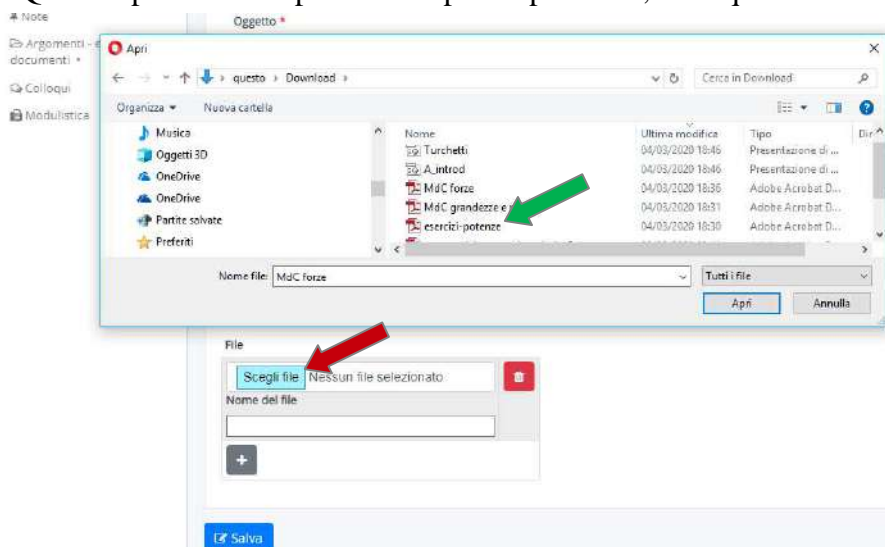 Note
Oggetto *
Argomenti - e
documenti •
Colloqui
Modulistica
Apri
questo › Download ›
Cerca in Download
Organizza
Nuova cartella
Musica
Oggetti 3D
OneDrive
OneDrive
Partite salvate
Preferiti
Nome
Ultima modifica
Tipo
Turchetti
04/03/2020 18:46
Presentazione di ...
A_introd
04/03/2020 18:46
Presentazione di ...
MdC forze
04/03/2020 18:36
Adobe Acrobat D...
MdC grandezze e
04/03/2020 18:31
Adobe Acrobat D...
esercizi-potenze
04/03/2020 18:30
Adobe Acrobat D...
Nome file:
MdC forze
Tutti i file
Apri
Annulla
File
Scegli file
Nessun file selezionato
Nome del file
Salva